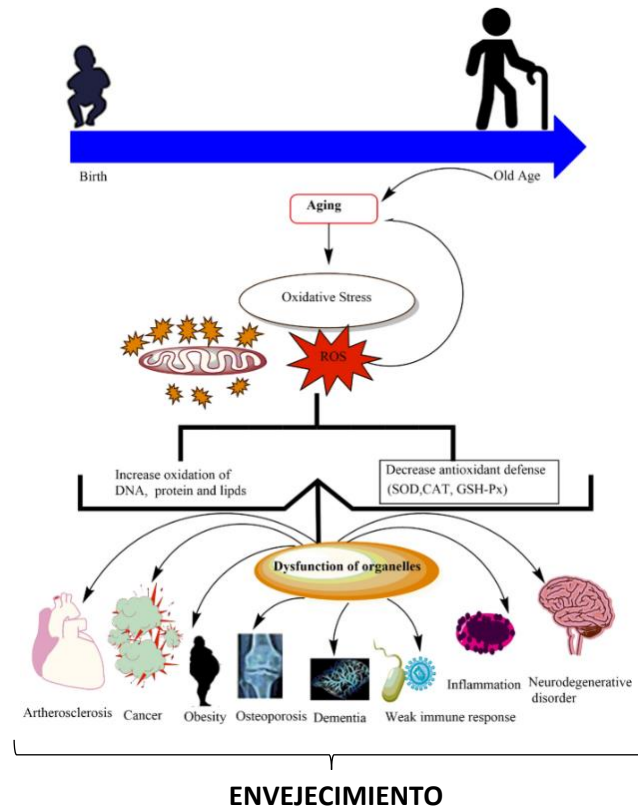 Birth
Old Age
Aging
Oxidative Stress
ROS
Increase oxidation of
DNA, protein and lipds
Decrease antioxidant defense
(SOD,CAT, GSH-Px)
Dysfunction of organelles
Artherosclerosis
Cancer
Obesity
Osteoporosis
Dementia
Weak immune response
Inflammation
Neurodegenerative
disorder
ENVEJECIMIENTO